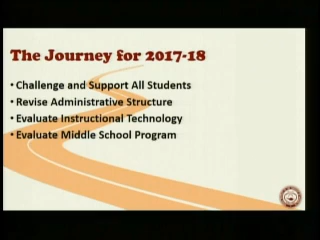 The Journey for 2017-18
• Challenge and Support All Students
• Revise Administrative Structure
• Evaluate Instructional Technology
• Evaluate Middle School Program